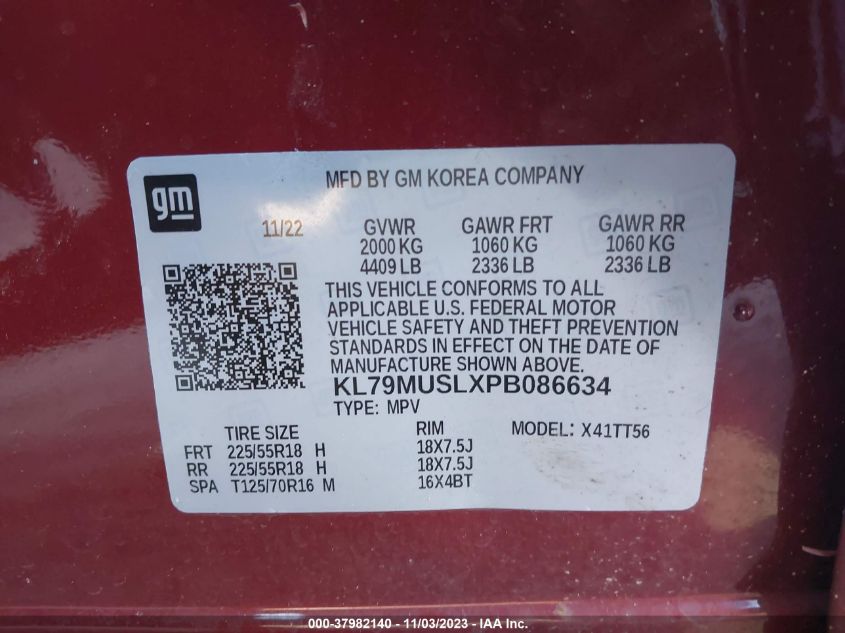 gm
MFD BY GM KOREA COMPANY
11/22
GVWR GAWR FRT GAWR RR
2000 KG 1060 KG 1060 KG
4409 LB 2336 LB 2336 LB
THIS VEHICLE CONFORMS TO ALL
APPLICABLE U.S. FEDERAL MOTOR
VEHICLE SAFETY AND THEFT PREVENTION
STANDARDS IN EFFECT ON THE DATE OF
MANUFACTURE SHOWN ABOVE.
KL79MUSLXPB086634
TYPE: MPV
TIRE SIZE RIM MODEL: X41TT56
FRT 225/55R18 H 18X7.5J
RR 225/55R18 H 18X7.5J
SPA T125/70R16 M 16X4BT
000-37982140 - 11/03/2023 - IAA Inc.